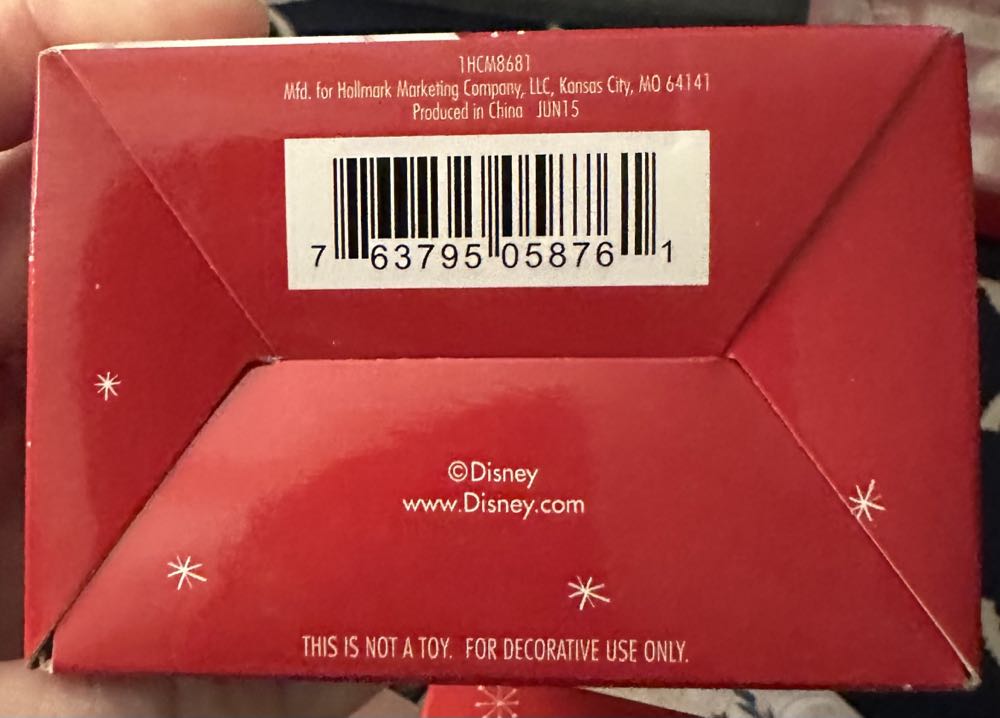 1HCM8681
Mfd. for Hallmark Marketing Company, LLC, Kansas City, MO 64141
Produced in China JUN15
7 63795 05876 1
©Disney
www.Disney.com
THIS IS NOT A TOY. FOR DECORATIVE USE ONLY.